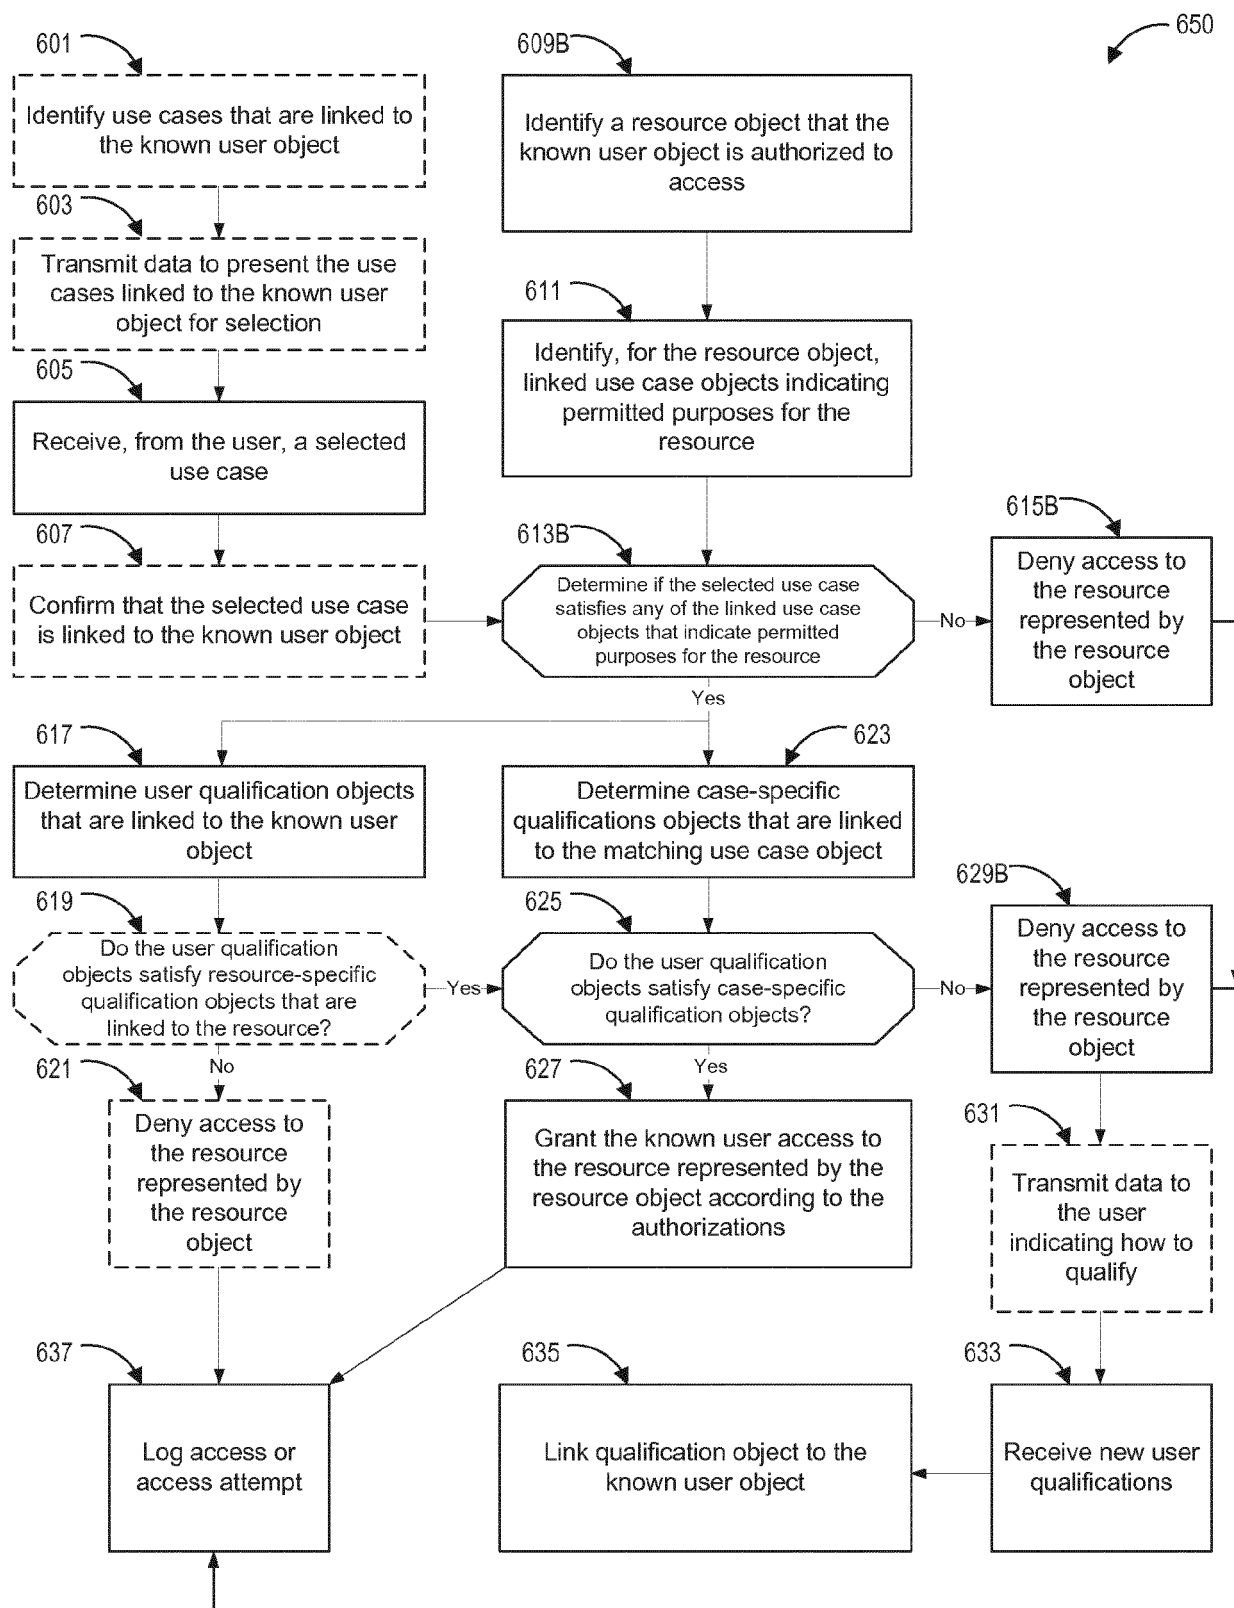 650
601
Identify use cases that are linked to
the known user object
603
Transmit data to present the use
cases linked to the known user
object for selection
605
Receive, from the user, a selected
use case
607
Confirm that the selected use case
is linked to the known user object
609B
Identify a resource object that the
known user object is authorized to
access
611
Identify, for the resource object,
linked use case objects indicating
permitted purposes for the
resource
613B
Determine if the selected use case
satisfies any of the linked use case
objects that indicate permitted
purposes for the resource
No
615B
Deny access to
the resource
represented by
the resource
object
Yes
617
Determine user qualification objects
that are linked to the known user
object
623
Determine case-specific
qualifications objects that are linked
to the matching use case object
619
Do the user qualification
objects satisfy resource-specific
qualification objects that are
linked to the resource?
Yes
625
Do the user qualification
objects satisfy case-specific
qualification objects?
No
629B
Deny access to
the resource
represented by
the resource
object
No
621
Deny access to
the resource
represented by
the resource
object
Yes
627
Grant the known user access to
the resource represented by the
resource object according to the
authorizations
631
Transmit data to
the user
indicating how to
qualify
637
Log access or
access attempt
635
Link qualification object to the
known user object
633
Receive new user
qualifications